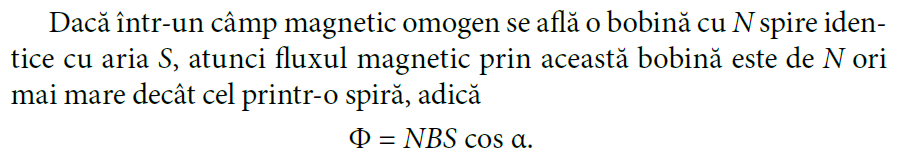 Dacă într-un câmp magnetic omogen se află o bobină cu N spire iden-
tice cu aria S, atunci fluxul magnetic prin această bobină este de N ori
mai mare decât cel printr-o spiră, adică
Φ = NBS cos α.